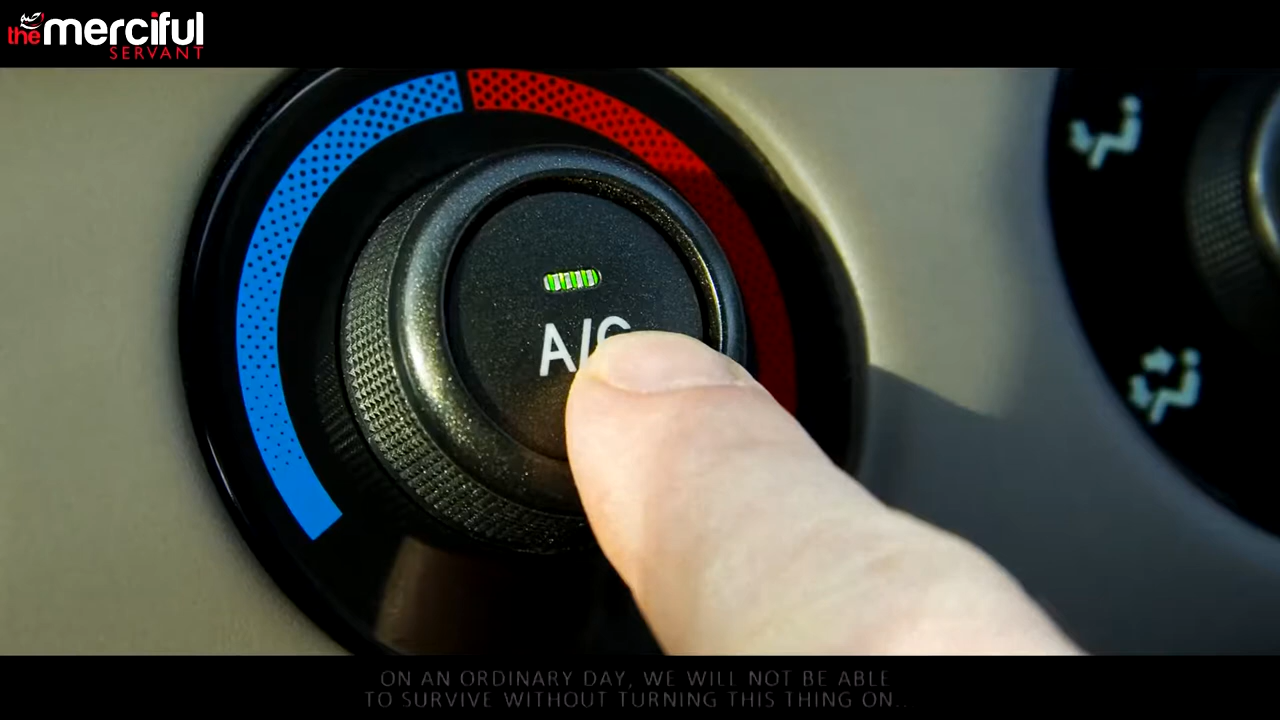 the merciful
SERVANT
A/C
ON AN ORDINARY DAY, WE WILL NOT BE ABLE
TO SURVIVE WITHOUT TURNING THIS THING ON..